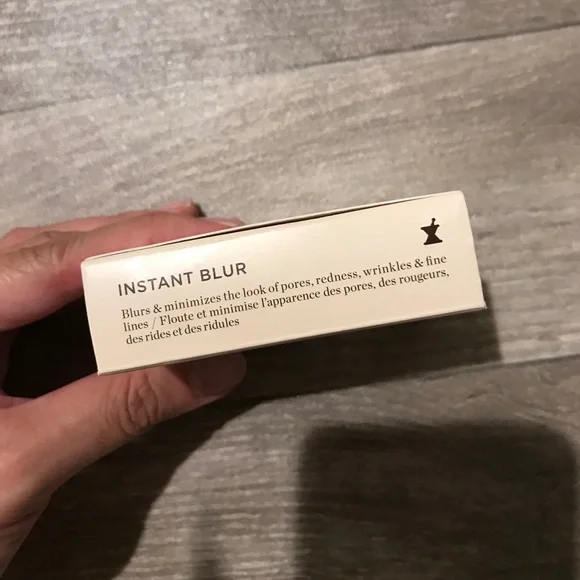 INSTANT BLUR
Blurs & minimizes the look of pores, redness, wrinkles & fine
lines / Floute et minimise l'apparence des pores, des rougeurs,
des rides et des ridules